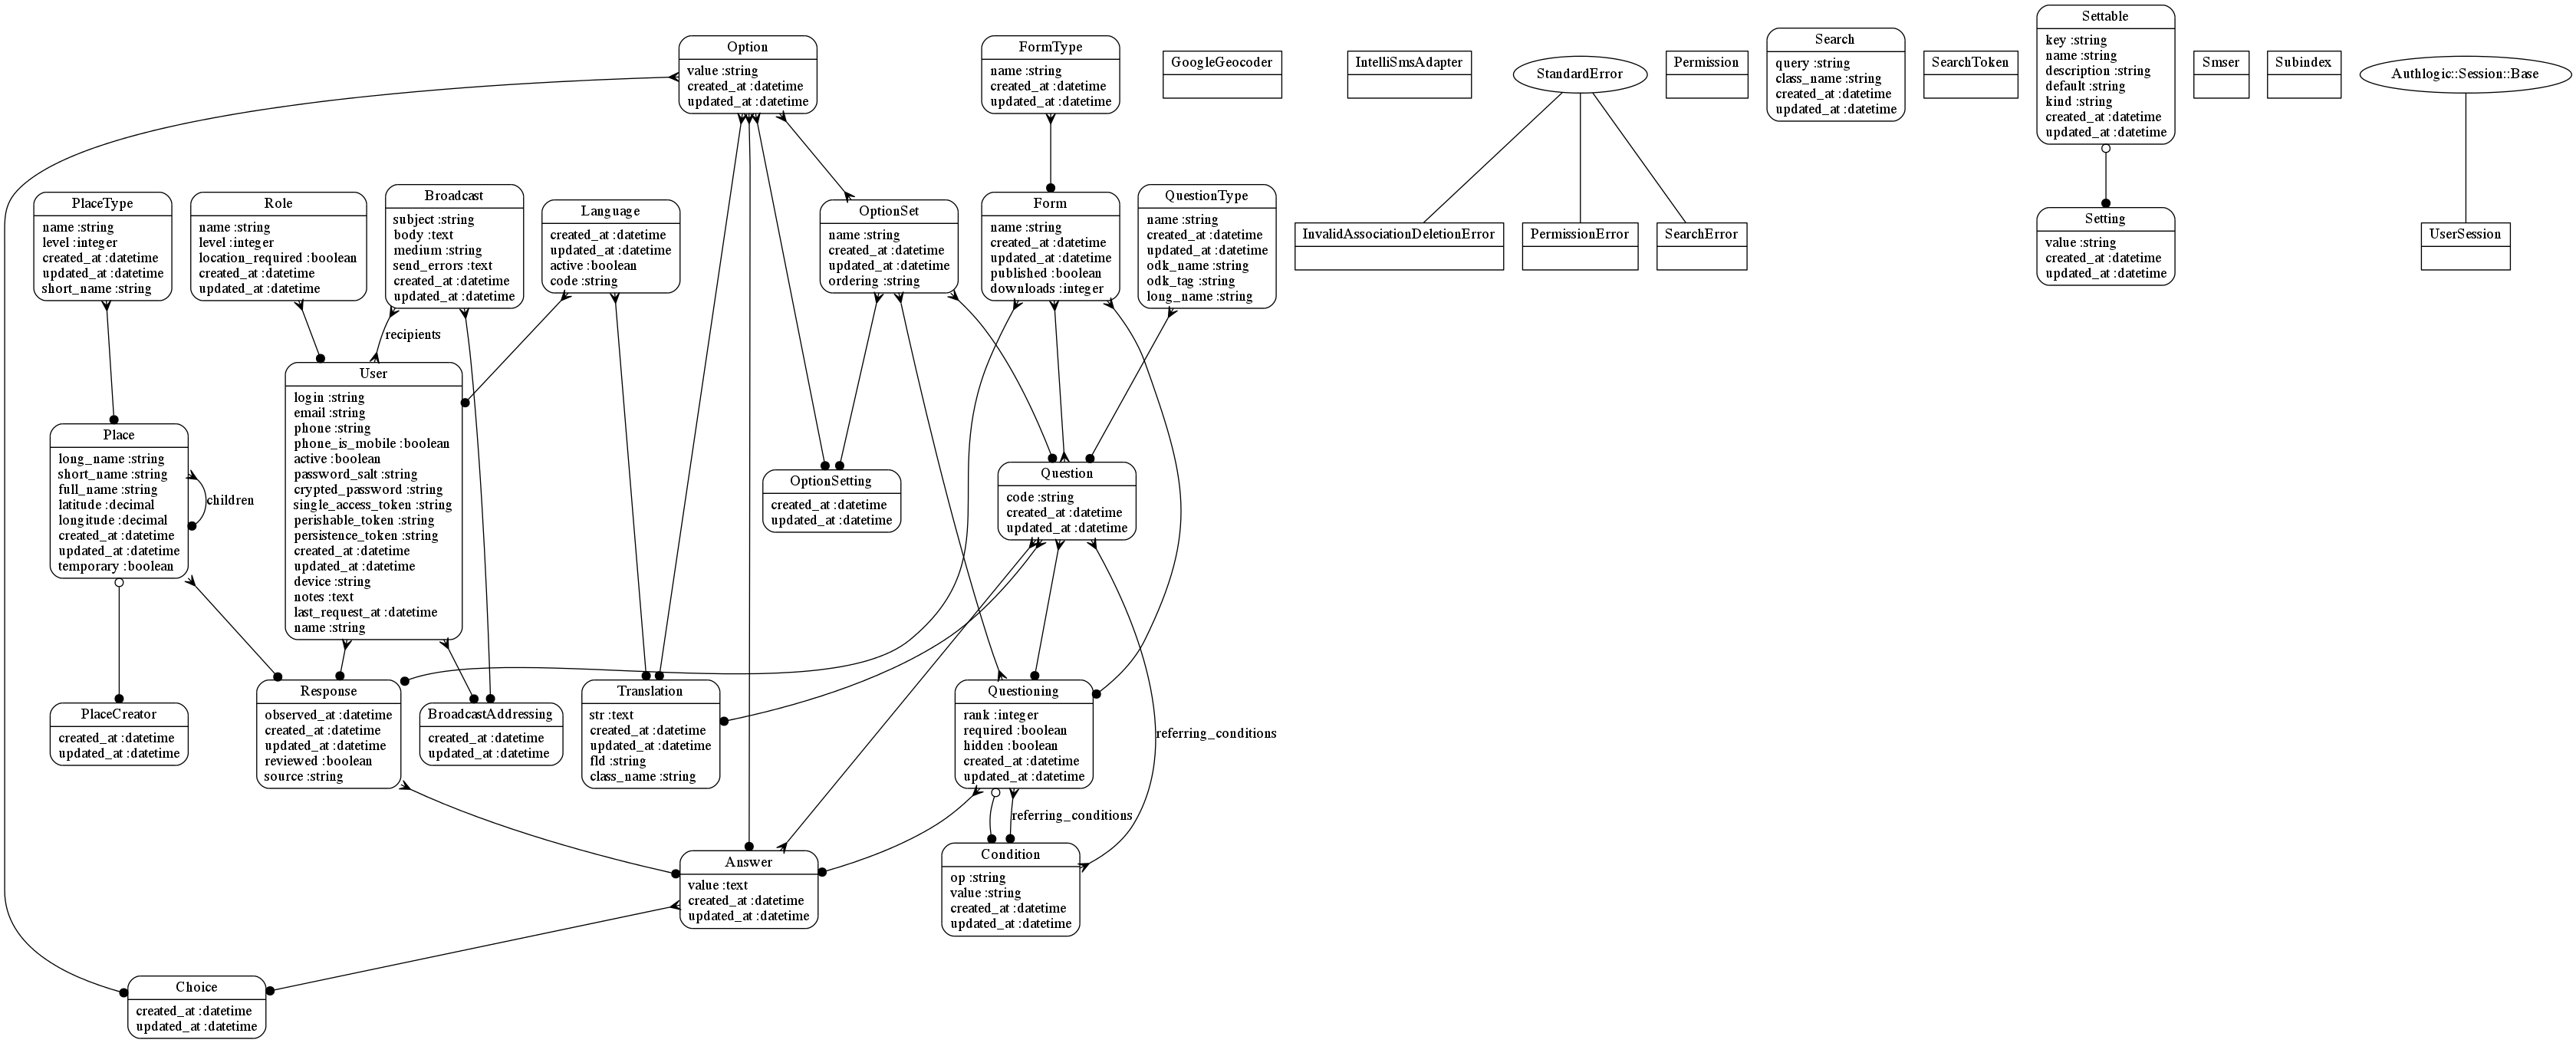 Option
value :string
created_at :datetime
updated_at :datetime
FormType
name :string
created_at :datetime
updated_at :datetime
GoogleGeocoder
IntelliSmsAdapter
StandardError
Permission
Search
query :string
class_name :string
created_at :datetime
updated_at :datetime
SearchToken
Settable
key :string
name :string
description :string
default :string
kind :string
created_at :datetime
updated_at :datetime
Smser
Subindex
Authlogic::Session::Base
PlaceType
name :string
level :integer
created_at :datetime
updated_at :datetime
short_name :string
Role
name :string
level :integer
location_required :boolean
created_at :datetime
updated_at :datetime
Broadcast
subject :string
body :text
medium :string
send_errors :text
created_at :datetime
updated_at :datetime
Language
created_at :datetime
updated_at :datetime
active :boolean
code :string
OptionSet
name :string
created_at :datetime
updated_at :datetime
ordering :string
Form
name :string
created_at :datetime
updated_at :datetime
published :boolean
downloads :integer
QuestionType
name :string
created_at :datetime
updated_at :datetime
odk_name :string
odk_tag :string
long_name :string
InvalidAssociationDeletionError
PermissionError
SearchError
Setting
value :string
created_at :datetime
updated_at :datetime
UserSession
recipients
User
login :string
email :string
phone :string
phone_is_mobile :boolean
active :boolean
password_salt :string
crypted_password :string
single_access_token :string
perishable_token :string
persistence_token :string
created_at :datetime
updated_at :datetime
device :string
notes :text
last_request_at :datetime
name :string
Place
long_name :string
short_name :string
full_name :string
latitude :decimal
longitude :decimal
created_at :datetime
updated_at :datetime
temporary :boolean
children
OptionSetting
created_at :datetime
updated_at :datetime
Question
code :string
created_at :datetime
updated_at :datetime
PlaceCreator
created_at :datetime
updated_at :datetime
Response
observed_at :datetime
created_at :datetime
updated_at :datetime
reviewed :boolean
source :string
BroadcastAddressing
created_at :datetime
updated_at :datetime
Translation
str :text
created_at :datetime
updated_at :datetime
fld :string
class_name :string
Questioning
rank :integer
required :boolean
hidden :boolean
created_at :datetime
updated_at :datetime
referring_conditions
referring_conditions
Answer
value :text
created_at :datetime
updated_at :datetime
Condition
op :string
value :string
created_at :datetime
updated_at :datetime
Choice
created_at :datetime
updated_at :datetime